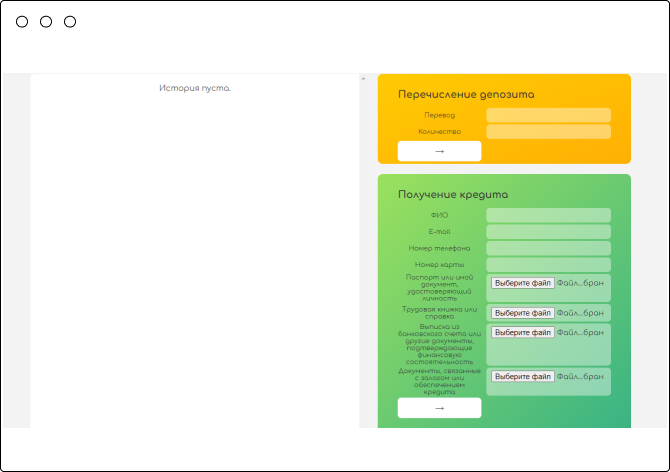 История пуста.
Перечисление депозита
Перевод
Количество
→
Получение кредита
ФИО
E-mail
Номер телефона
Номер карты
Паспорт или иной
документ,
удостоверяющий
личность
Выберите файл Файл...бран
Трудовая книжка или
справка
Выберите файл Файл...бран
Выписка из
банковского счета или
другие документы,
подтверждающие
финансовую
состоятельность
Выберите файл Файл...бран
Документы, связанные
с залогом или
обеспечением
кредита
Выберите файл Файл...бран
→